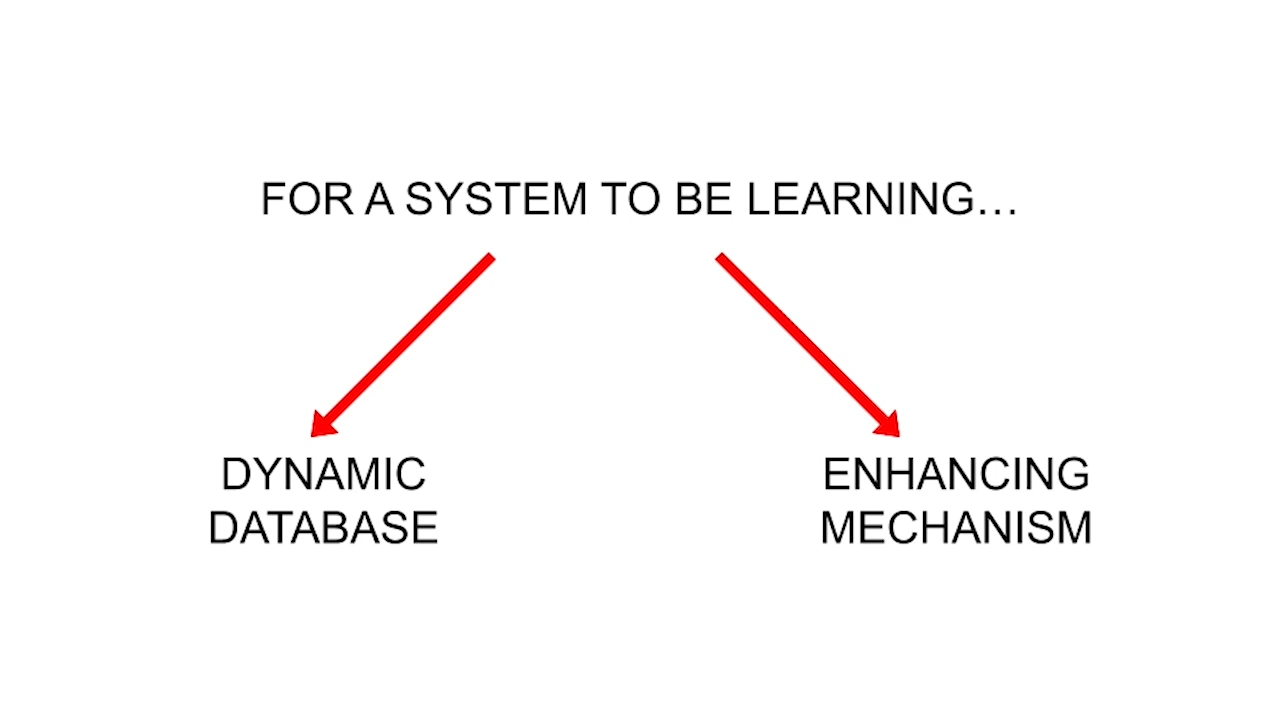 FOR A SYSTEM TO BE LEARNING…
DYNAMIC
DATABASE
ENHANCING
MECHANISM